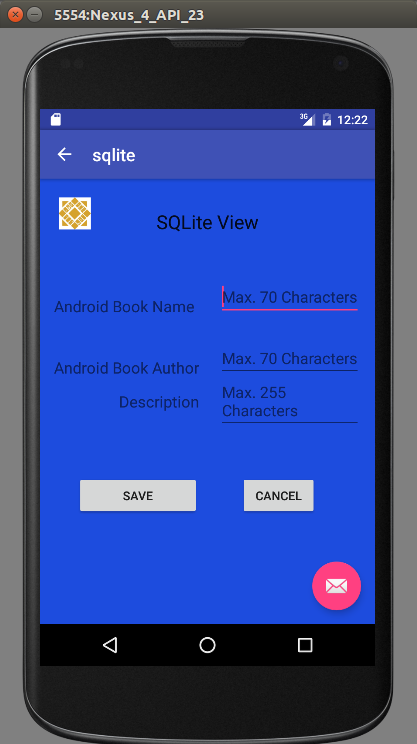 5554:Nexus_4_API_23
3G 12:22
sqlite
SQLite View
Android Book Name
Max. 70 Characters
Android Book Author
Max. 70 Characters
Description
Max. 255
Characters
SAVE CANCEL